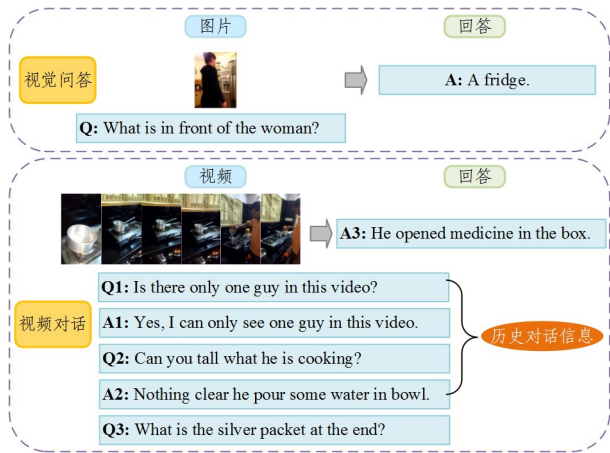 图片
回答
视觉问答
A: A fridge.
Q: What is in front of the woman?
视频
回答
A3: He opened medicine in the box.
Q1: Is there only one guy in this video?
A1: Yes, I can only see one guy in this video.
视频对话
历史对话信息
Q2: Can you tall what he is cooking?
A2: Nothing clear he pour some water in bowl.
Q3: What is the silver packet at the end?